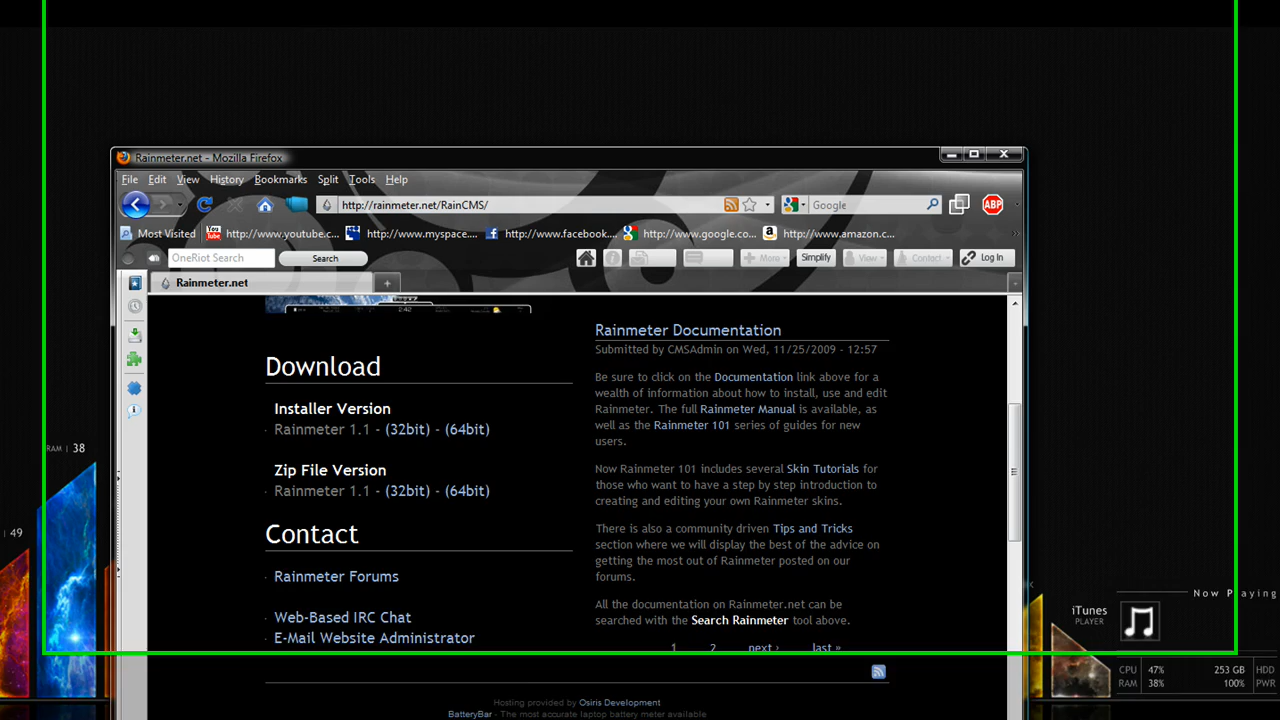 Rainmeter.net - Mozilla Firefox
File Edit View History Bookmarks Split Tools Help
http://rainmeter.net/RainCMS/
Google
ABP
Most Visited
You Tube
http://www.youtube.c...
http://www.myspace....
http://www.facebook....
http://www.google.co...
http://www.amazon.c...
OneRiot Search
Search
More
Simplify
View
Contact
Log In
Rainmeter.net
2:42
Download
Installer Version
Rainmeter 1.1 - (32bit) - (64bit)
Zip File Version
Rainmeter 1.1 - (32bit) - (64bit)
Contact
Rainmeter Forums
Web-Based IRC Chat
E-Mail Website Administrator
Rainmeter Documentation
Submitted by CMSAdmin on Wed, 11/25/2009 - 12:57
Be sure to click on the Documentation link above for a
wealth of information about how to install, use and edit
Rainmeter. The full Rainmeter Manual is available, as
well as the Rainmeter 101 series of guides for new
users.
Now Rainmeter 101 includes several Skin Tutorials for
those who want to have a step by step introduction to
creating and editing your own Rainmeter skins.
There is also a community driven Tips and Tricks
section where we will display the best of the advice on
getting the most out of Rainmeter posted on our
forums.
All the documentation on Rainmeter.net can be
searched with the Search Rainmeter tool above.
1 2 next › last »
Hosting provided by Osiris Development
BatteryBar - The most accurate laptop battery meter available
RAM | 38
| 49
Now Playing
iTunes
PLAYER
CPU 47% 253 GB HDD
RAM 38% 100% PWR